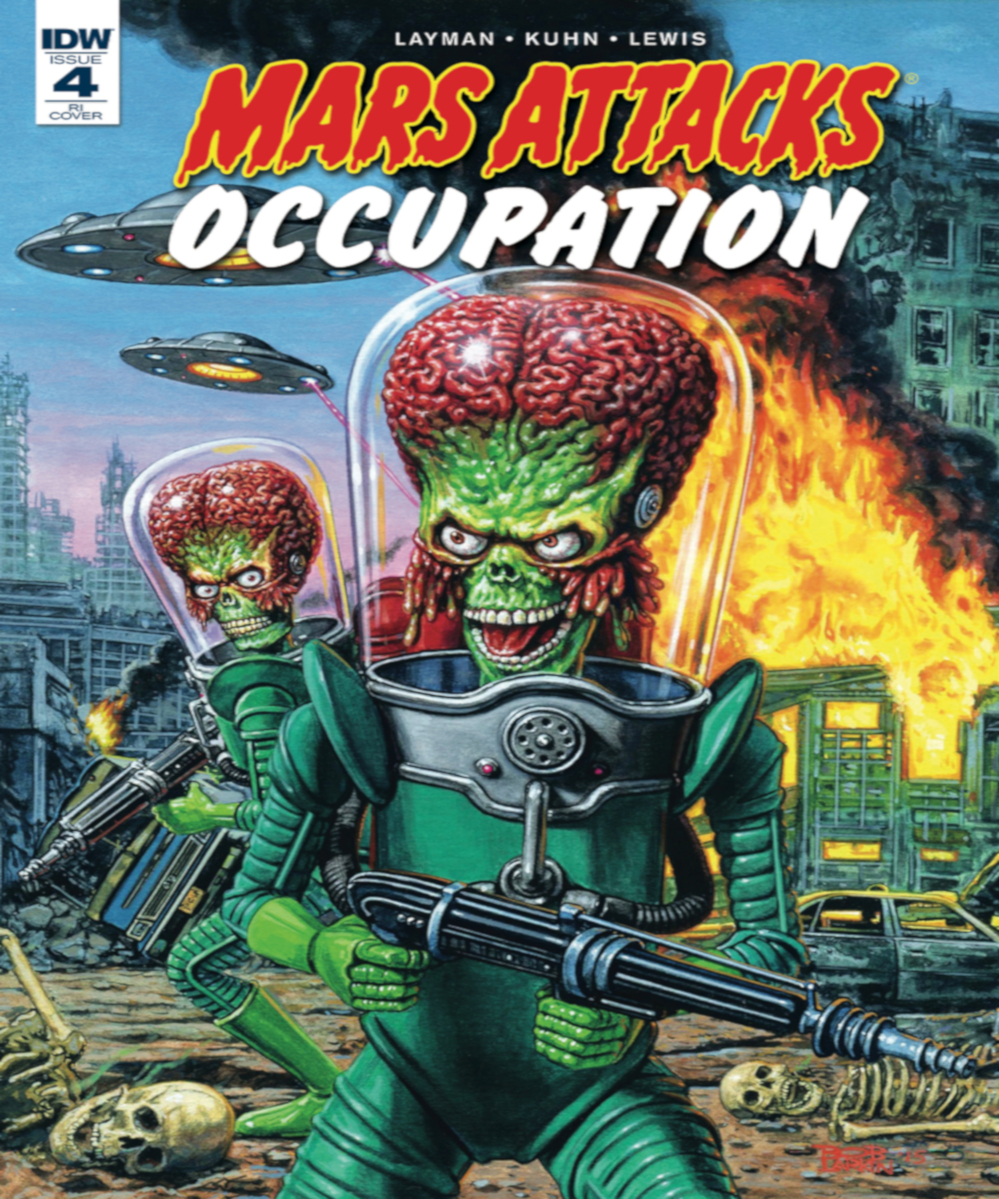 IDW
ISSUE
4
RI
COVER
LAYMAN • KUHN • LEWIS
MARS ATTACKS®
OCCUPATION